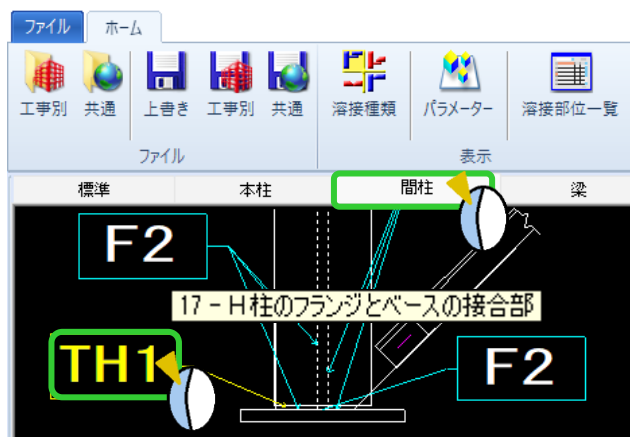 ファイル ホーム
工事別 共通 上書き 工事別 共通 溶接種類 パラメーター 溶接部位一覧
ファイル 表示
標準 本柱 間柱 梁
F2
17 - H柱のフランジとベースの接合部
TH1
F2